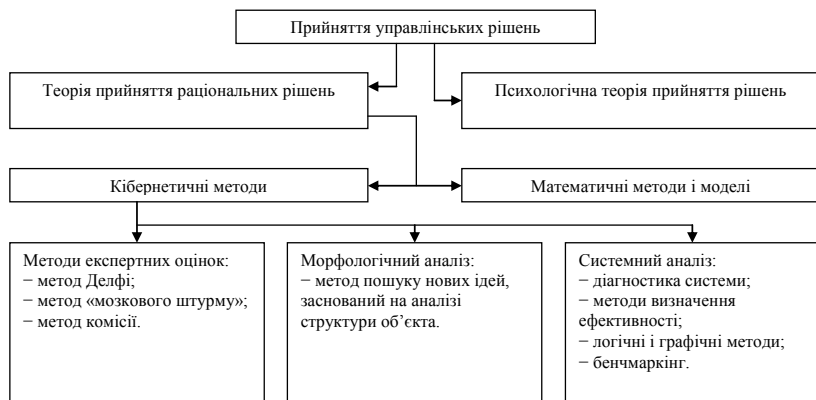 Прийняття управлінських рішень
Теорія прийняття раціональних рішень
Психологічна теорія прийняття рішень
Кібернетичні методи
Математичні методи і моделі
Методи експертних оцінок:
− метод Делфі;
− метод «мозкового штурму»;
− метод комісії.
Морфологічний аналіз:
− метод пошуку нових ідей,
заснований на аналізі
структури об’єкта.
Системний аналіз:
− діагностика системи;
− методи визначення
ефективності;
− логічні і графічні методи;
− бенчмаркінг.